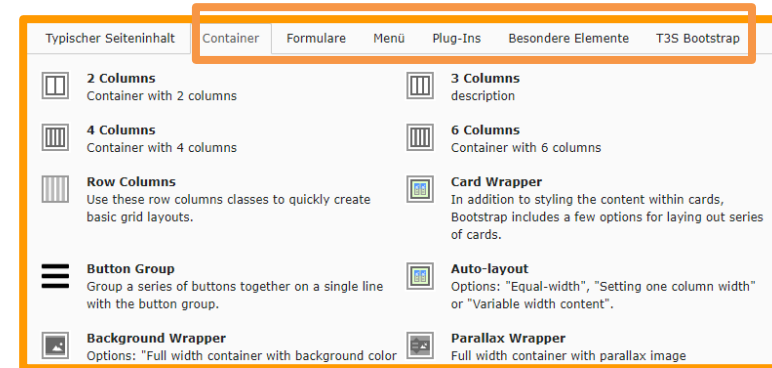 Typischer Seiteninhalt Container Formulare Menü Plug-Ins Besondere Elemente T3S Bootstrap
2 Columns
Container with 2 columns
3 Columns
description
4 Columns
Container with 4 columns
6 Columns
Container with 6 columns
Row Columns
Use these row columns classes to quickly create
basic grid layouts.
Card Wrapper
In addition to styling the content within cards,
Bootstrap includes a few options for laying out series
of cards.
Button Group
Group a series of buttons together on a single line
with the button group.
Auto-layout
Options: "Equal-width", "Setting one column width"
or "Variable width content".
Background Wrapper
Options: "Full width container with background color
Parallax Wrapper
Full width container with parallax image